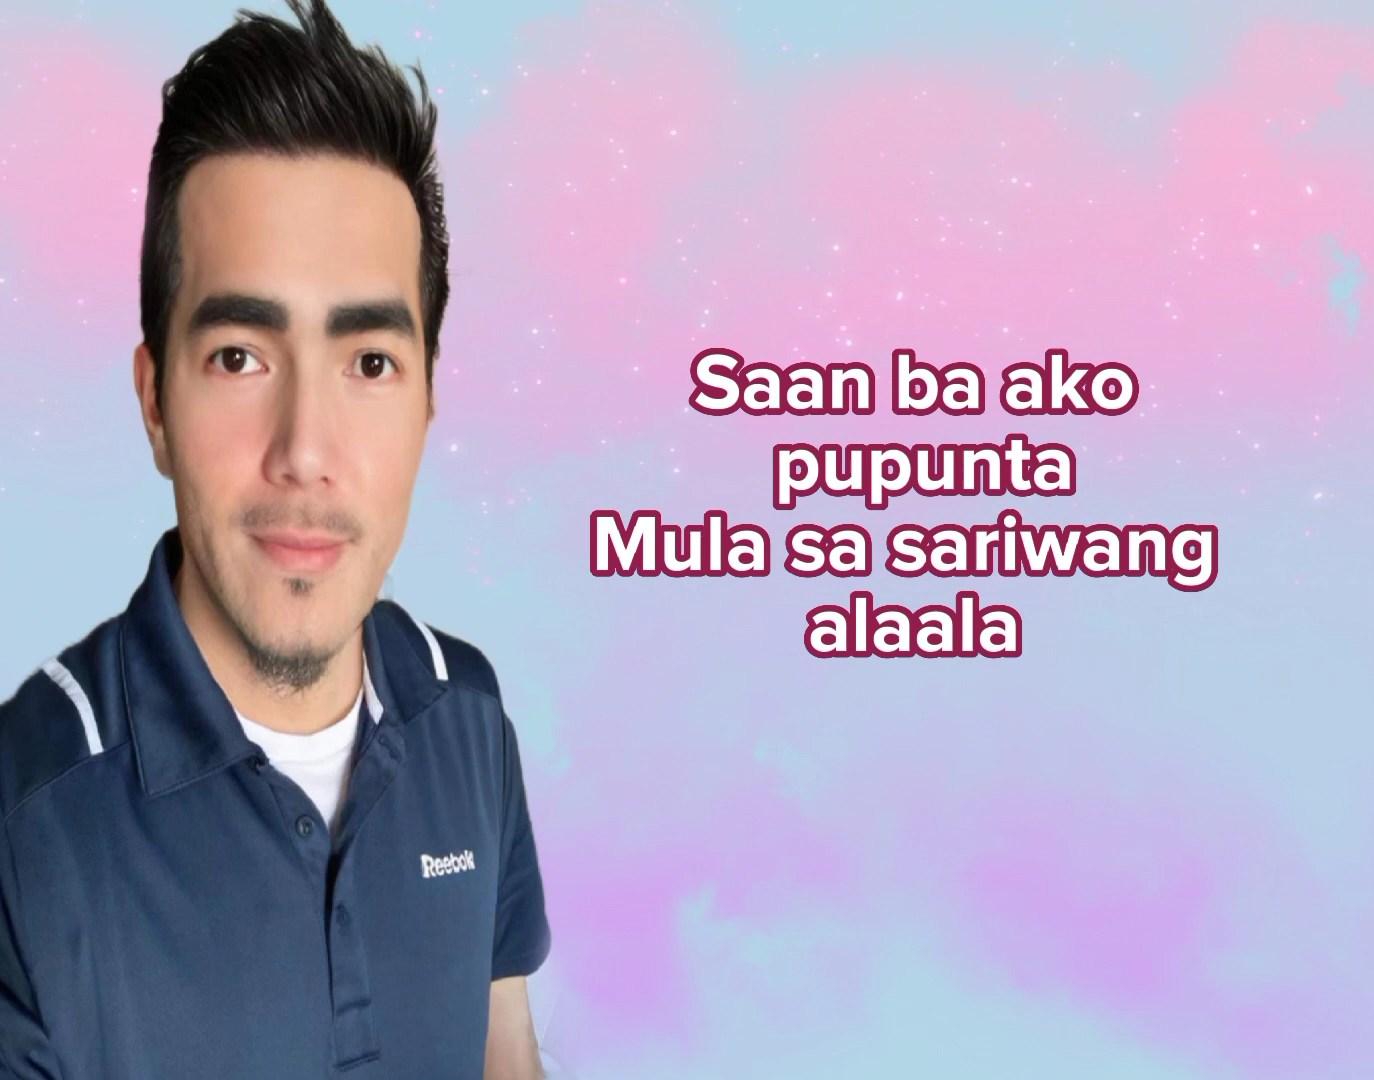 Saan ba ako
pupunta
Mula sa sariwang
alaala
Reebok